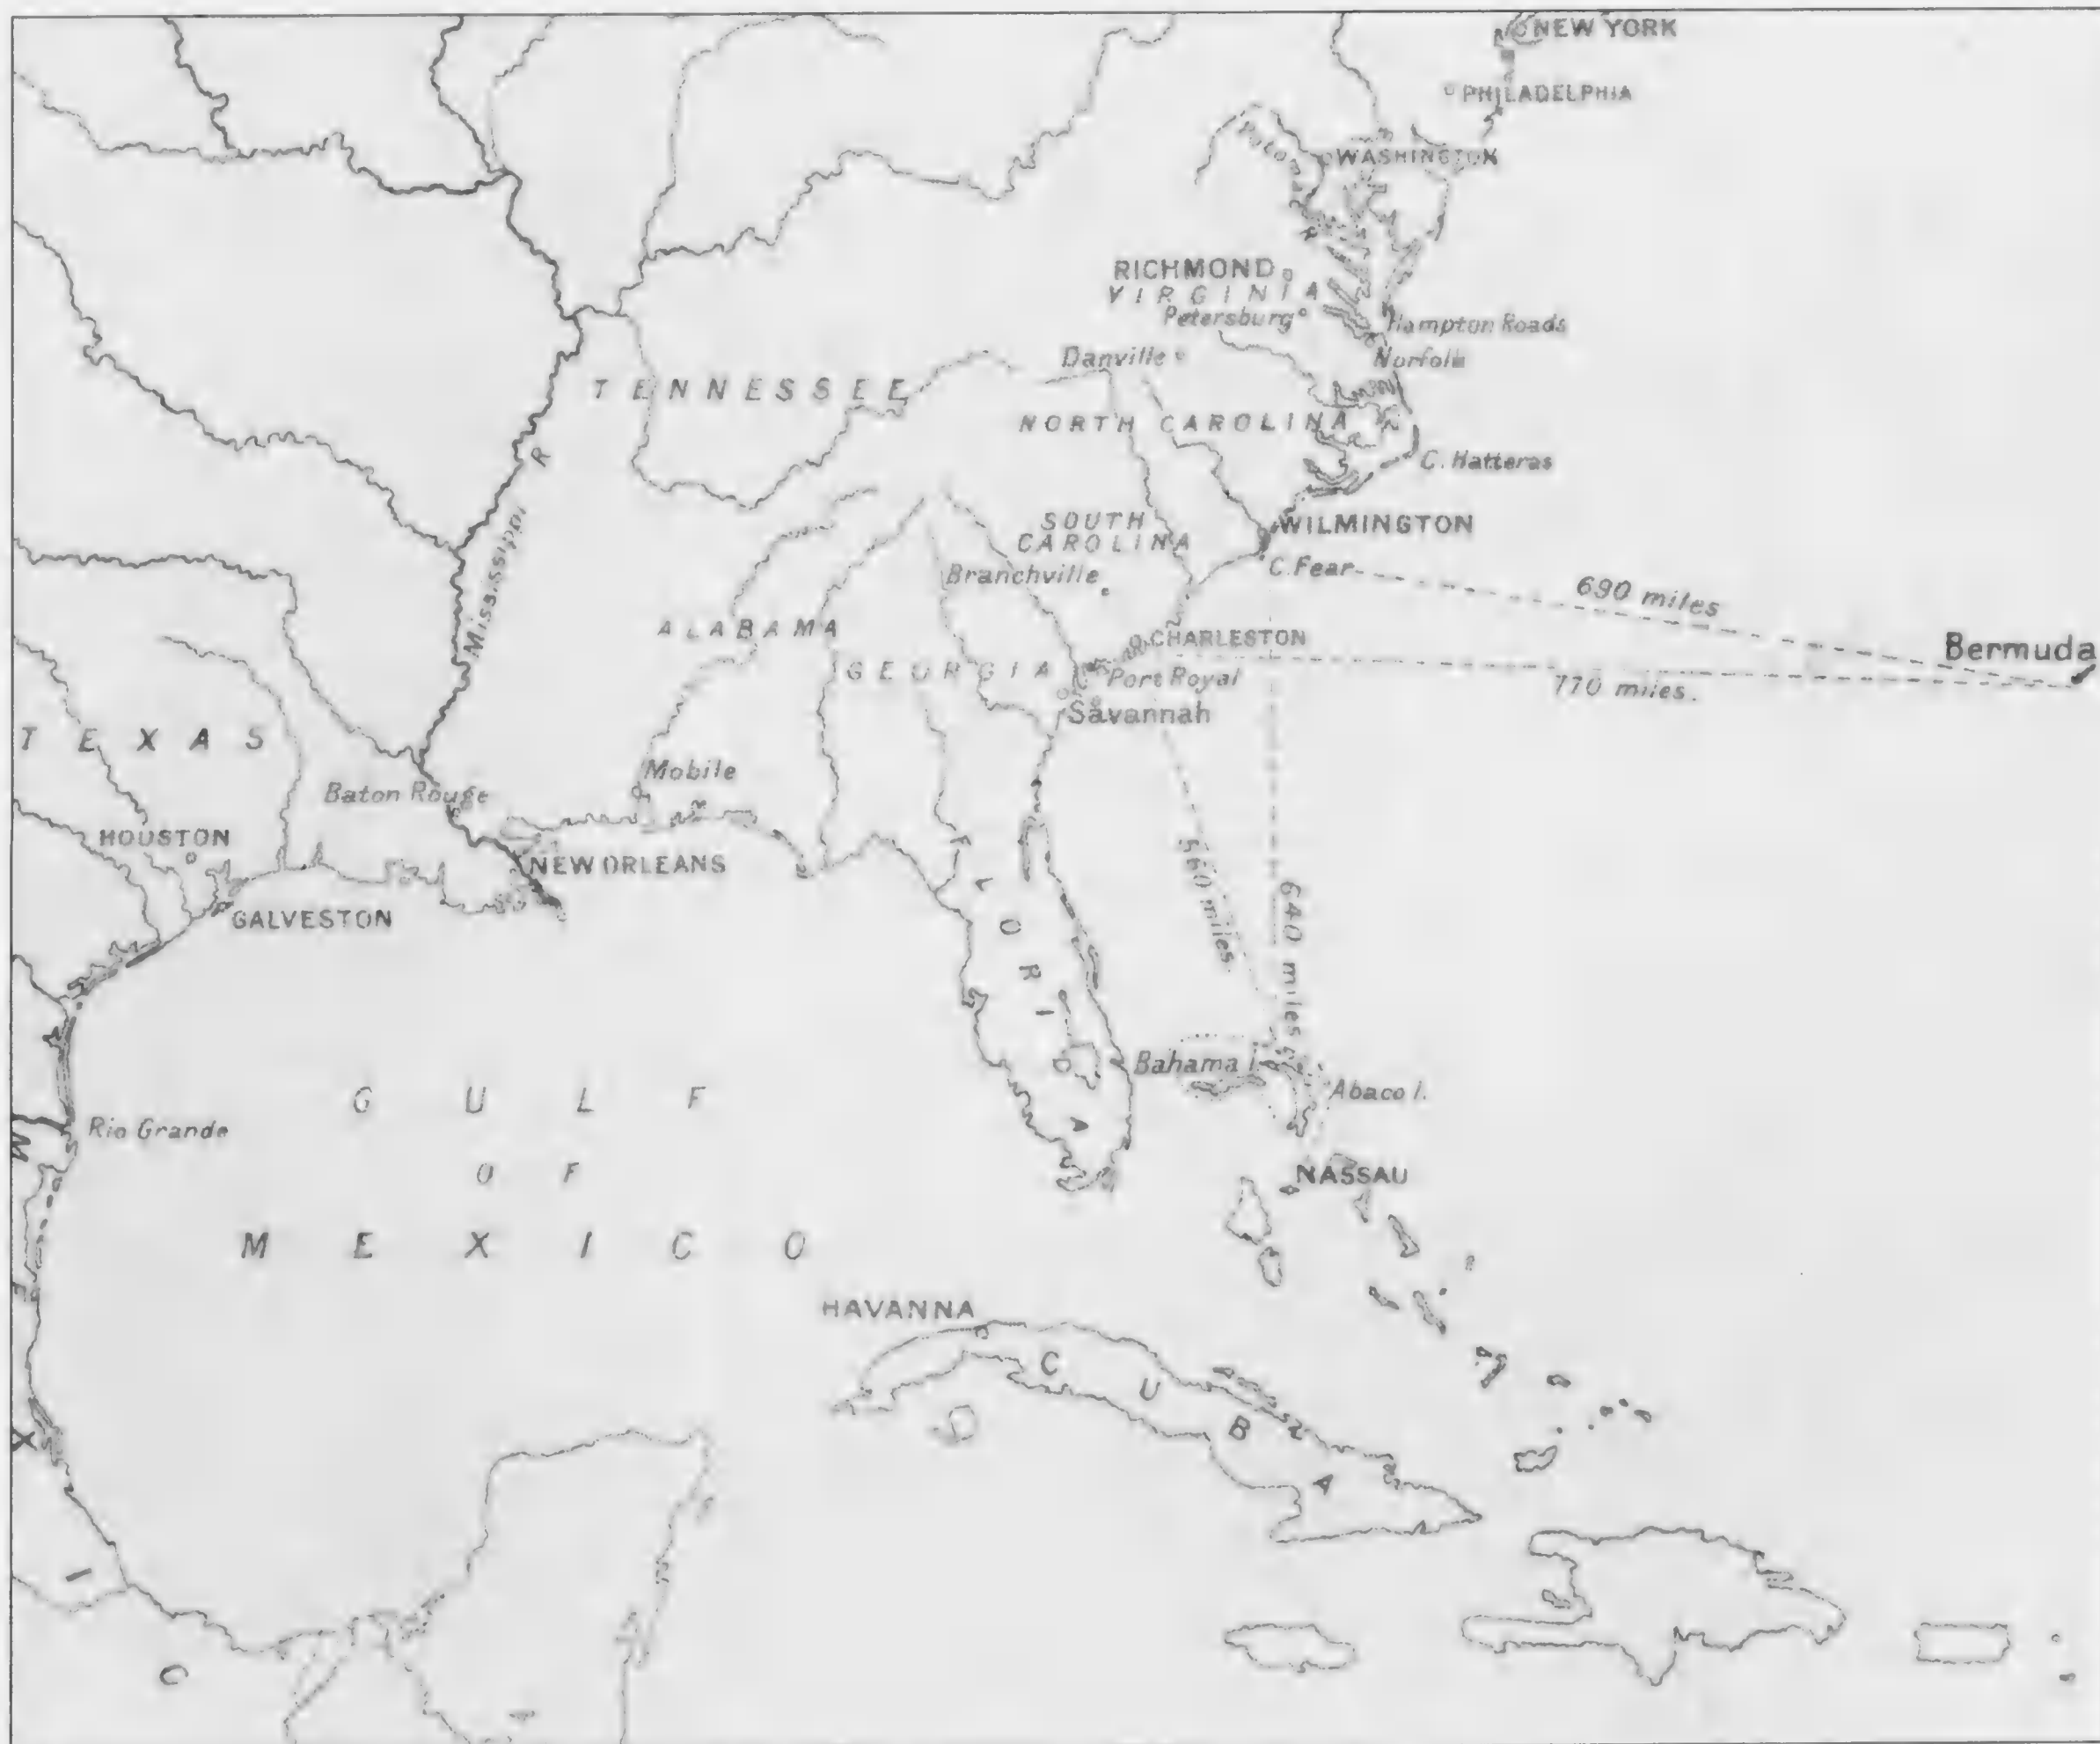 NEW YORK
PHILADELPHIA
Potomac R
WASHINGTON
RICHMOND
VIRGINIA
Petersburg
Hampton Roads
Danville
Norfolk
TENNESSEE
NORTH CAROLINA
C. Hatteras
Mississippi R
SOUTH
CAROLINA
WILMINGTON
C. Fear
Branchville
690 miles
ALABAMA
CHARLESTON
Bermuda
GEORGIA
Port Royal
770 miles.
Savannah
TEXAS
Mobile
Baton Rouge
HOUSTON
NEW ORLEANS
GALVESTON
FLORIDA
560 miles.
640 miles
Bahama I.
Abaco I.
GULF
Rio Grande
OF
NASSAU
MEXICO
HAVANNA
CUBA
MEXICO